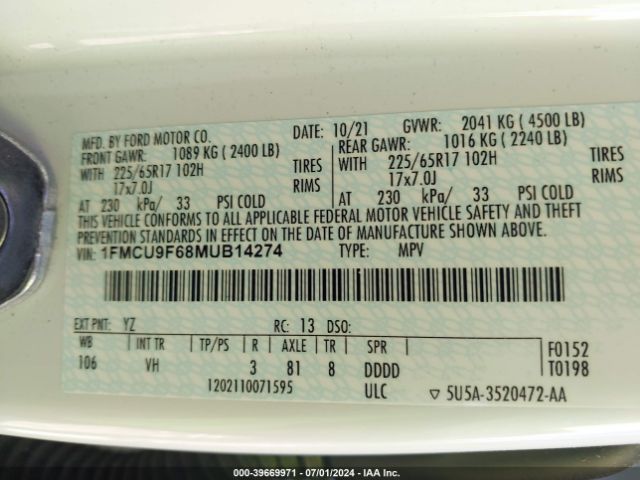 MFD. BY FORD MOTOR CO.
DATE: 10/21 GVWR: 2041 KG ( 4500 LB)
FRONT GAWR: 1089 KG ( 2400 LB)
REAR GAWR: 1016 KG ( 2240 LB)
WITH 225/65R17 102H TIRES
WITH 225/65R17 102H TIRES
17x7.0J RIMS
17x7.0J RIMS
AT 230 kPa/ 33 PSI COLD
AT 230 kPa/ 33 PSI COLD
THIS VEHICLE CONFORMS TO ALL APPLICABLE FEDERAL MOTOR VEHICLE SAFETY AND THEFT
PREVENTION STANDARDS IN EFFECT ON THE DATE OF MANUFACTURE SHOWN ABOVE.
VIN: 1FMCU9F68MUB14274 TYPE: MPV
EXT PNT: YZ RC: 13 DSO:
WB INT TR TP/PS R AXLE TR SPR
106 VH 3 81 8 DDDD
F0152
T0198
1202110071595 ULC ▽ 5U5A-3520472-AA
000-39669971 - 07/01/2024 - IAA Inc.